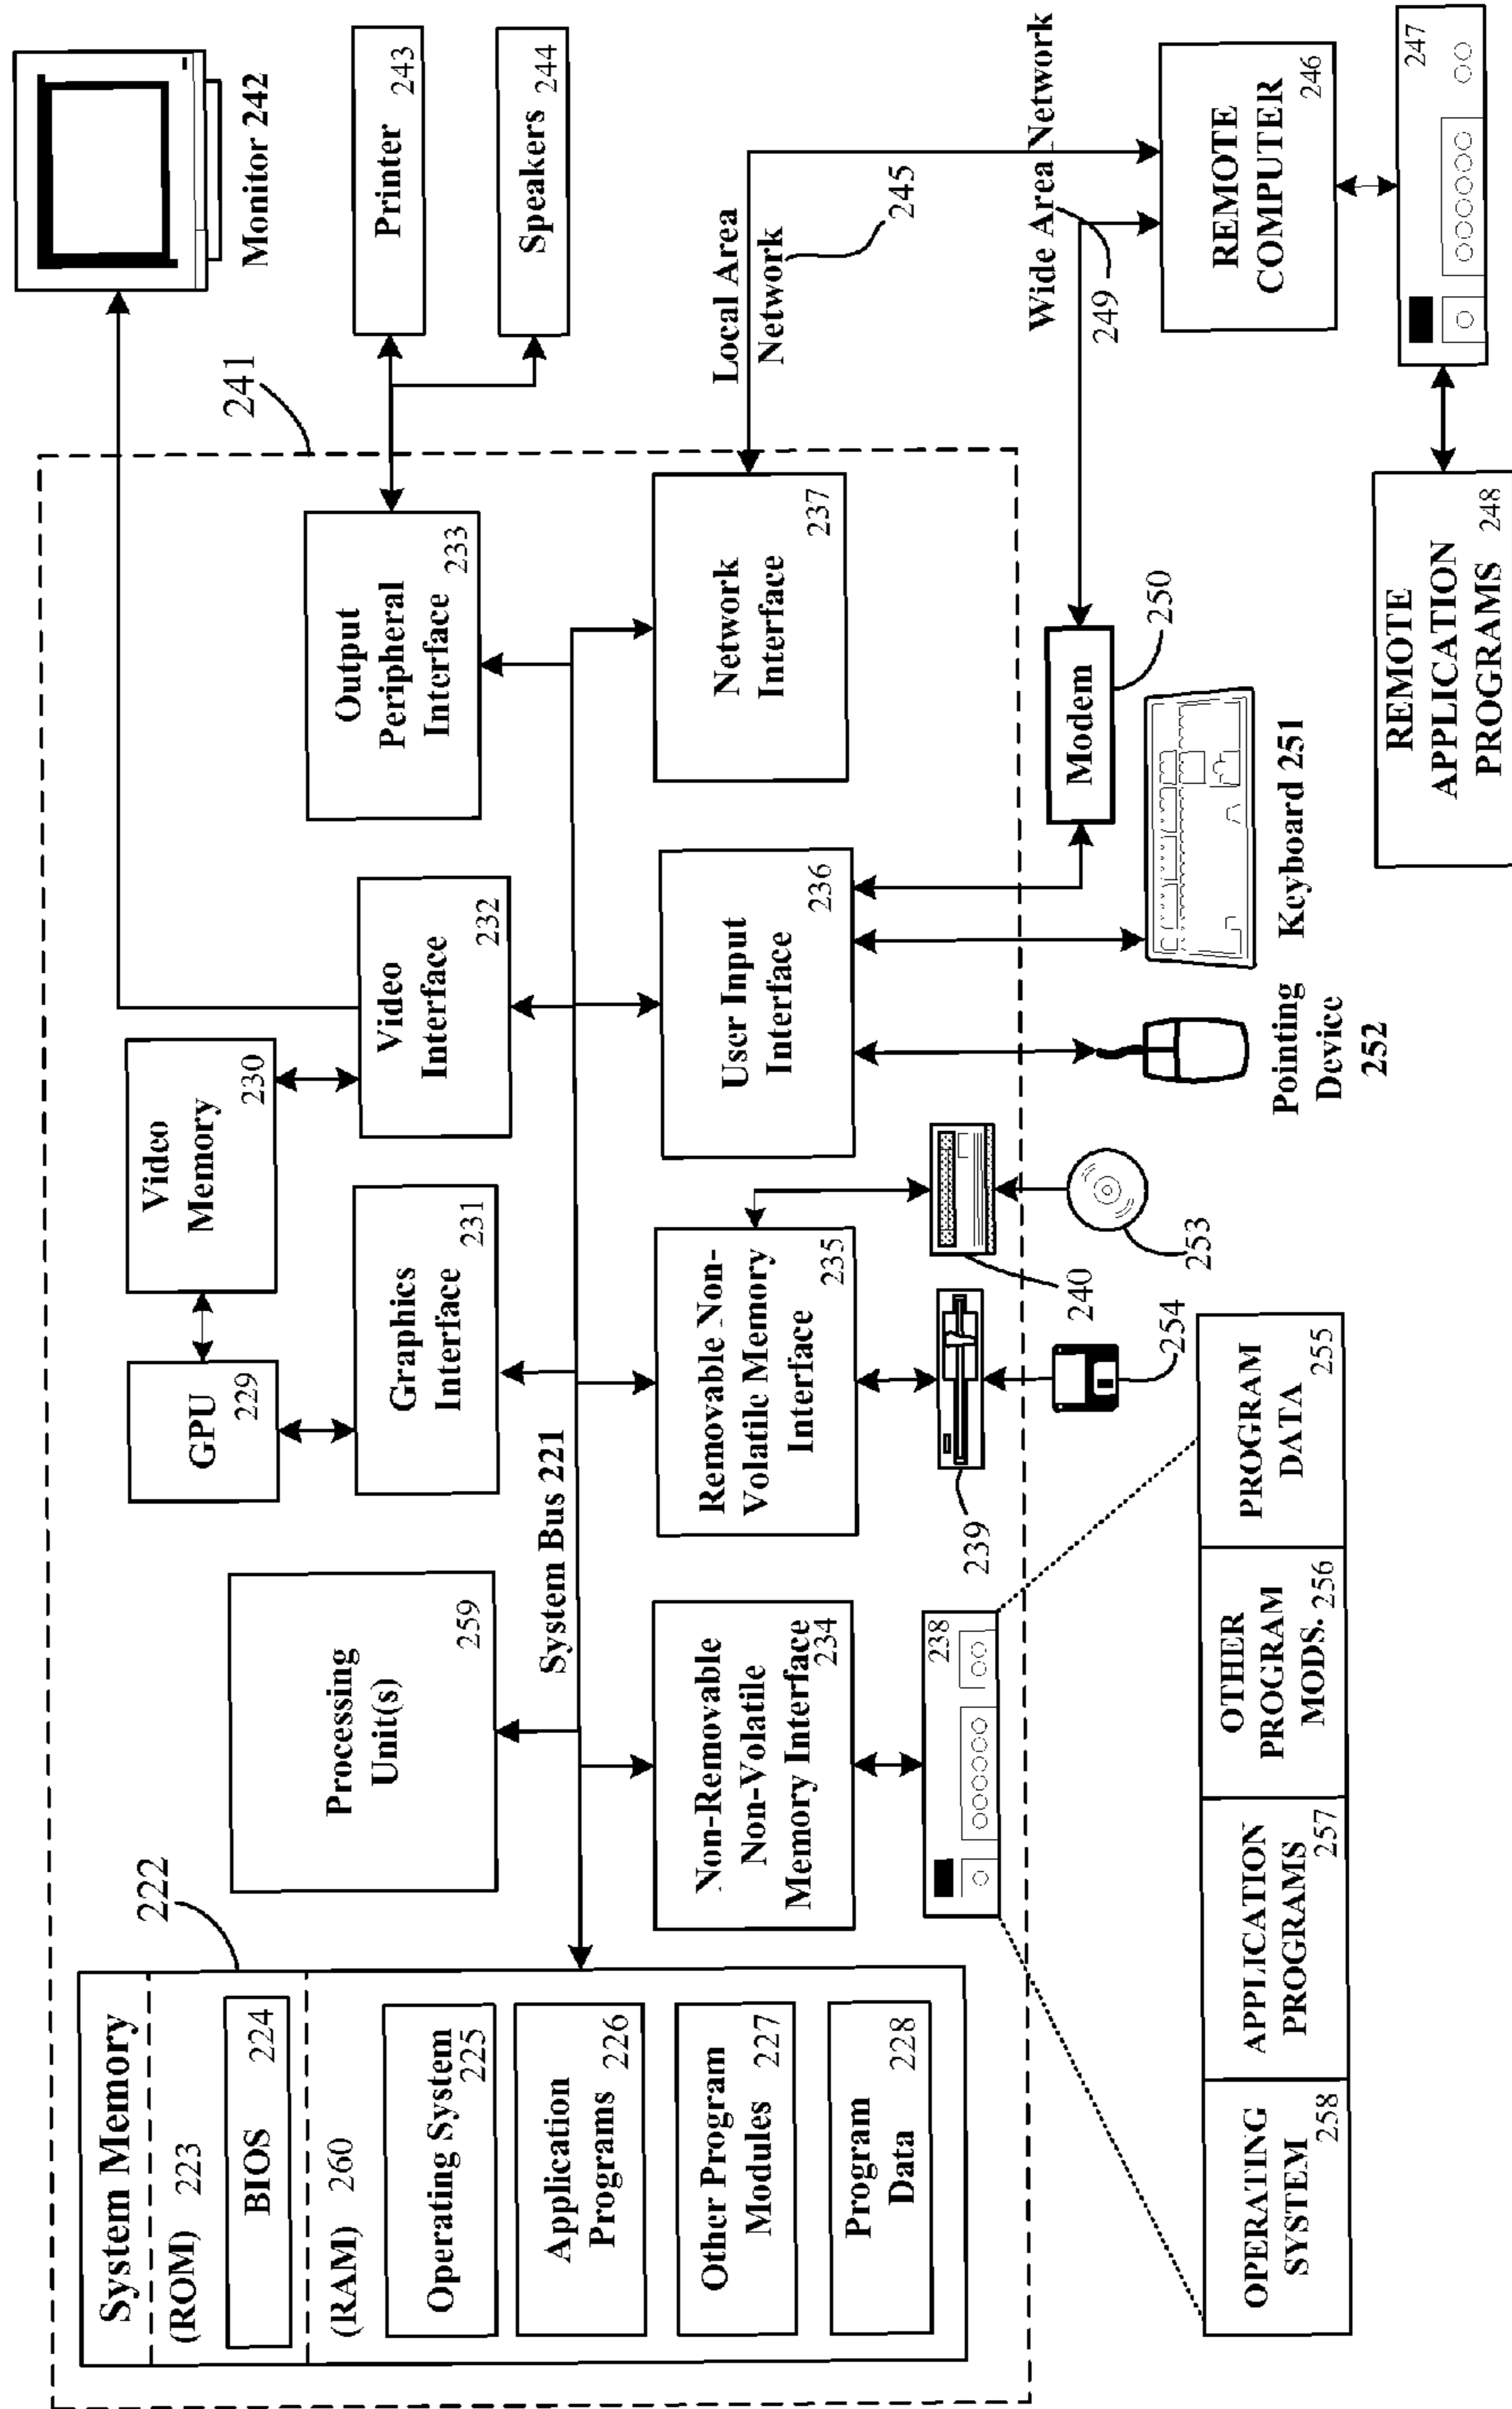 222
System Memory
(ROM) 223
BIOS 224
(RAM) 260
Operating System
225
Application
Programs 226
Other Program
Modules 227
Program
Data 228
Processing
Unit(s)
259
GPU
229
Video
Memory
230
Graphics
Interface
231
Video
Interface
232
Output
Peripheral
Interface
233
241
Monitor 242
Printer 243
Speakers 244
System Bus 221
Non-Removable
Non-Volatile
Memory Interface
234
Removable Non-
Volatile Memory
Interface
235
User Input
Interface
236
Network
Interface
237
Local Area
Network
245
238
239
240
254
253
Pointing
Device
252
Keyboard 251
Modem
250
Wide Area Network
249
REMOTE
COMPUTER
246
247
REMOTE
APPLICATION
PROGRAMS 248
OPERATING
SYSTEM
258
APPLICATION
PROGRAMS
257
OTHER
PROGRAM
MODS. 256
PROGRAM
DATA
255